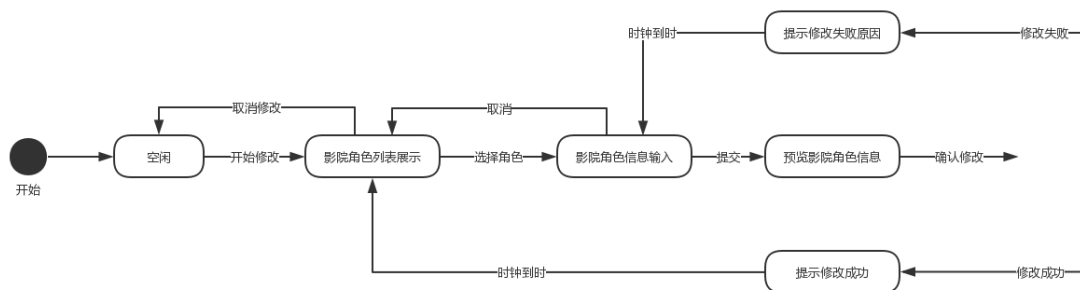 时钟到时
提示修改失败原因
修改失败
取消修改
取消
开始
空闲
开始修改
影院角色列表展示
选择角色
影院角色信息输入
提交
预览影院角色信息
确认修改
时钟到时
提示修改成功
修改成功